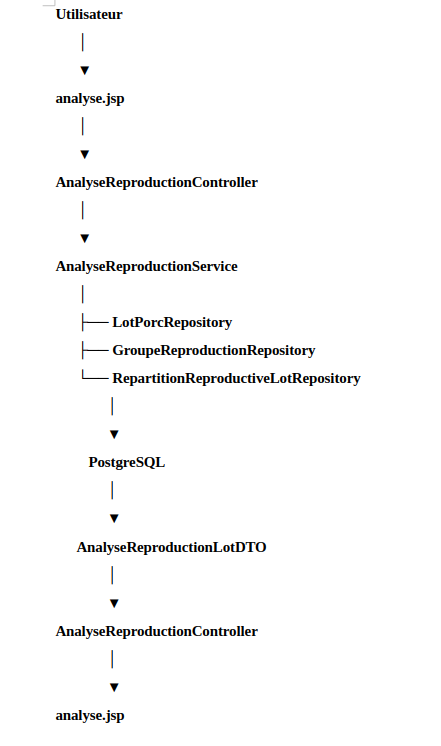 Utilisateur
│
▼
analyse.jsp
│
▼
AnalyseReproductionController
│
▼
AnalyseReproductionService
│
├── LotPorcRepository
├── GroupeReproductionRepository
└── RepartitionReproductiveLotRepository
│
▼
PostgreSQL
│
▼
AnalyseReproductionLotDTO
│
▼
AnalyseReproductionController
│
▼
analyse.jsp